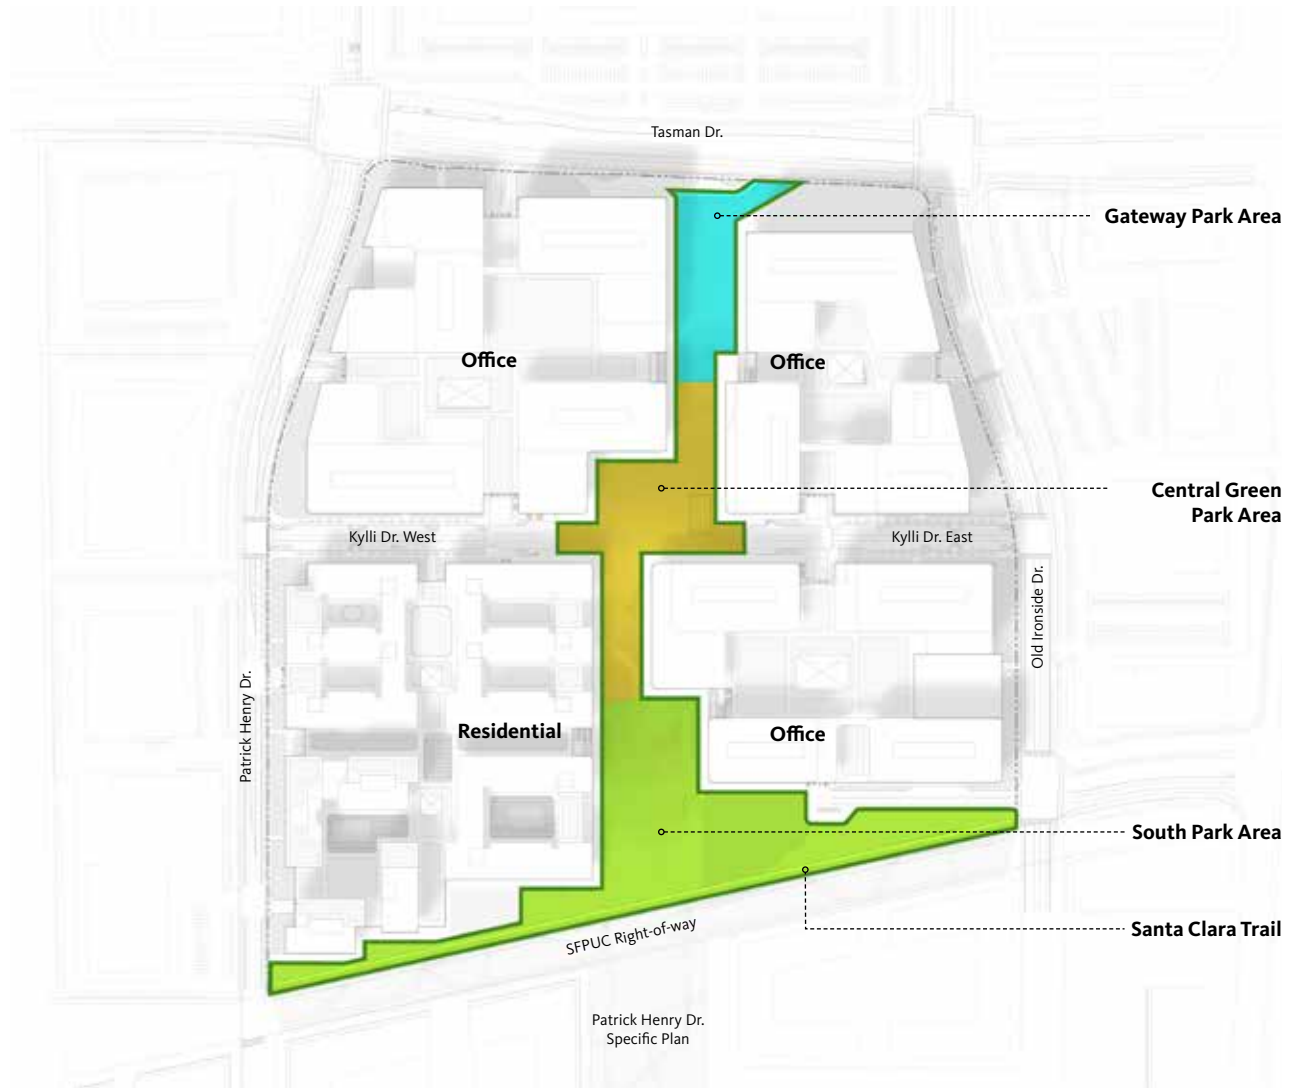 Tasman Dr.
Gateway Park Area
Office
Office
Central Green
Park Area
Kylli Dr. West
Kylli Dr. East
Old Ironside Dr.
Patrick Henry Dr.
Residential
Office
South Park Area
Santa Clara Trail
SFPUC Right-of-way
Patrick Henry Dr.
Specific Plan